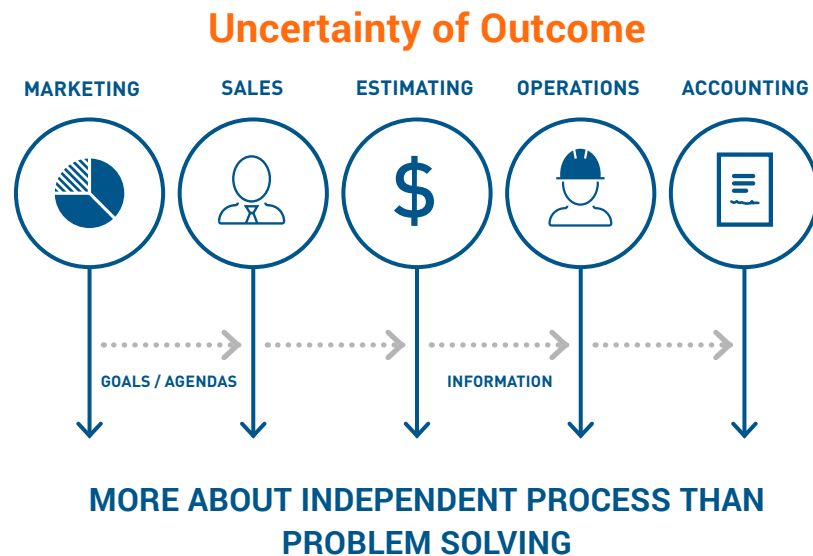 Uncertainty of Outcome
MARKETING
SALES
ESTIMATING
OPERATIONS
ACCOUNTING
$
GOALS / AGENDAS
INFORMATION
MORE ABOUT INDEPENDENT PROCESS THAN
PROBLEM SOLVING